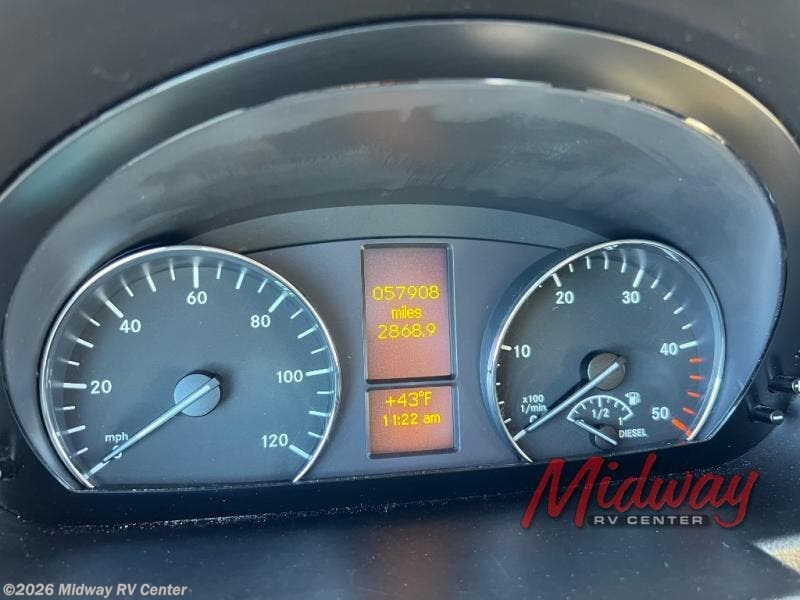 057908
miles
2868.9
+43°F
11:22 am
20
40
60
80
100
120
mph
10
20
30
40
50
x100
1/min
1/2
1
DIESEL
Midway
RV CENTER
©2026 Midway RV Center